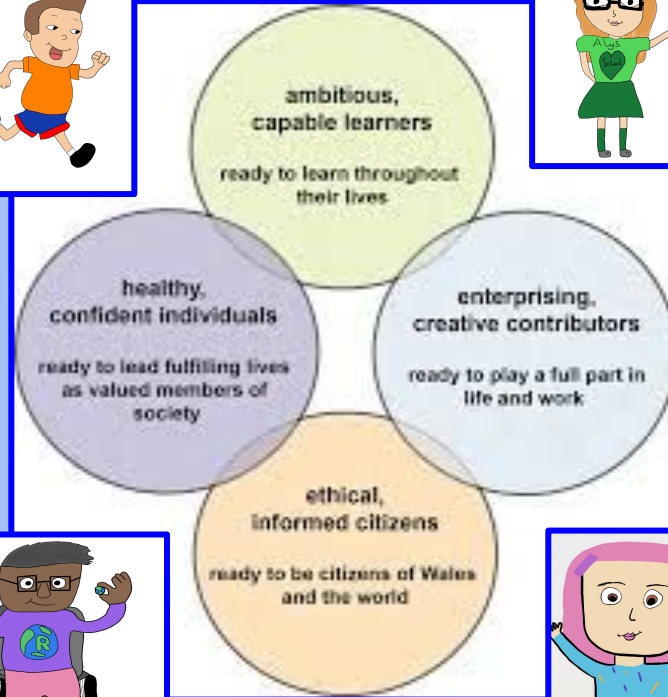 ambitious,
capable learners
ready to learn throughout
their lives
Alys.
School
healthy,
confident individuals
ready to lead fulfilling lives
as valued members of
society
enterprising,
creative contributors
ready to play a full part in
life and work
ethical,
informed citizens
ready to be citizens of Wales
and the world
R